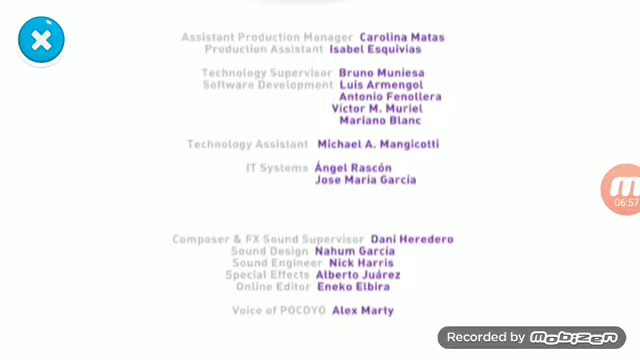 Assistant Production Manager Carolina Matas
Production Assistant Isabel Esquivias
Technology Supervisor Bruno Muniesa
Software Development Luis Armengol
Antonio Fenollera
Víctor M. Muriel
Mariano Blanc
Technology Assistant Michael A. Mangicotti
IT Systems Ángel Rascón
Jose María García
06:57
Composer & FX Sound Supervisor Dani Heredero
Sound Design Nahum García
Sound Engineer Nick Harris
Special Effects Alberto Juárez
Online Editor Eneko Elbira
Voice of POCOYO Alex Marty
Recorded by mobizen